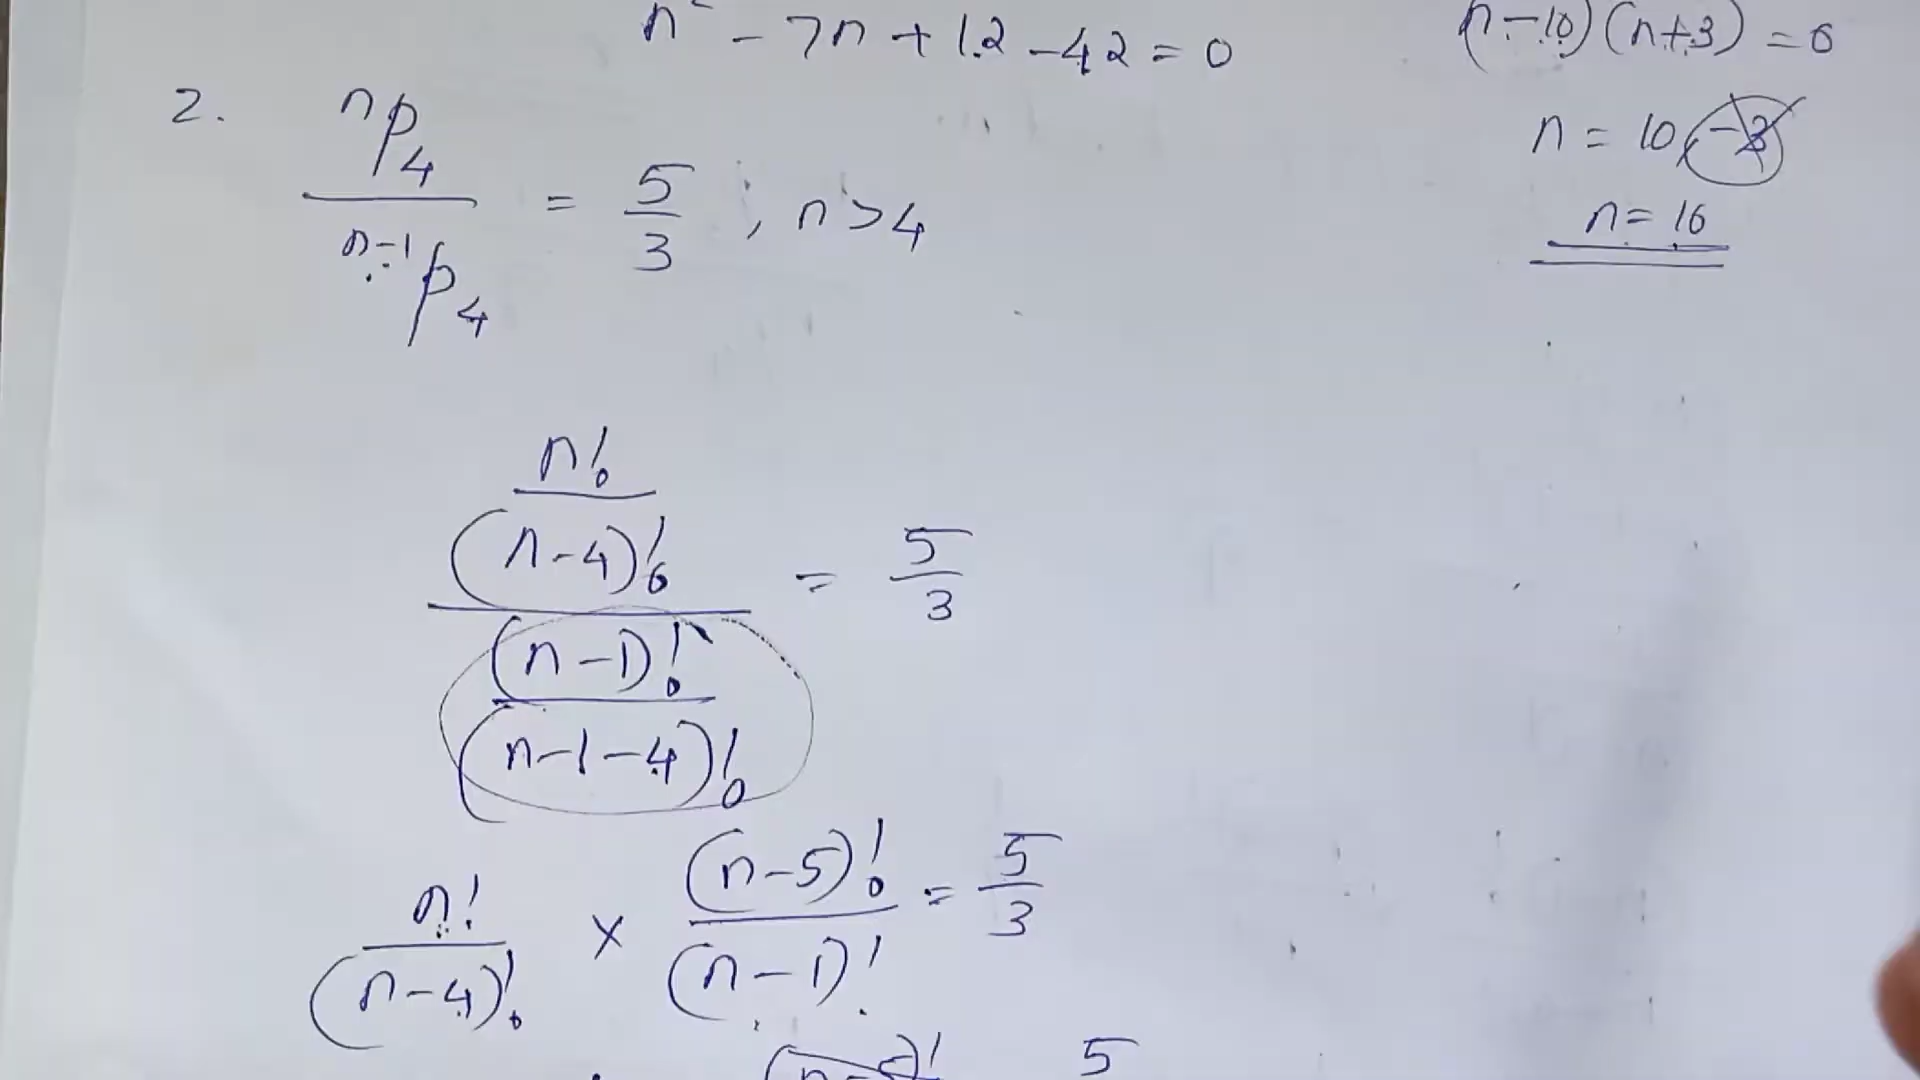 n² - 7n + 12 - 42 = 0
(n-10)(n+3) = 0
n = 10, -3
n = 10
2. nP4 / n-1P4 = 5/3 ; n>4
n! / (n-4)! / (n-1)! / (n-1-4)! = 5/3
n! / (n-4)! × (n-5)! / (n-1)! = 5/3
5